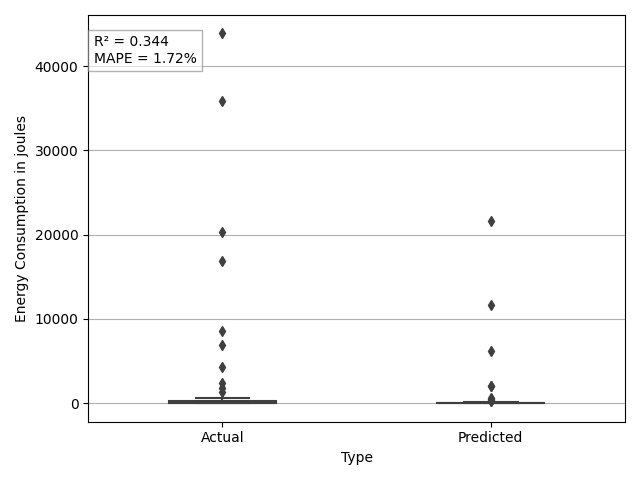 R² = 0.344
MAPE = 1.72%
40000
30000
20000
10000
0
Energy Consumption in joules
Actual
Predicted
Type